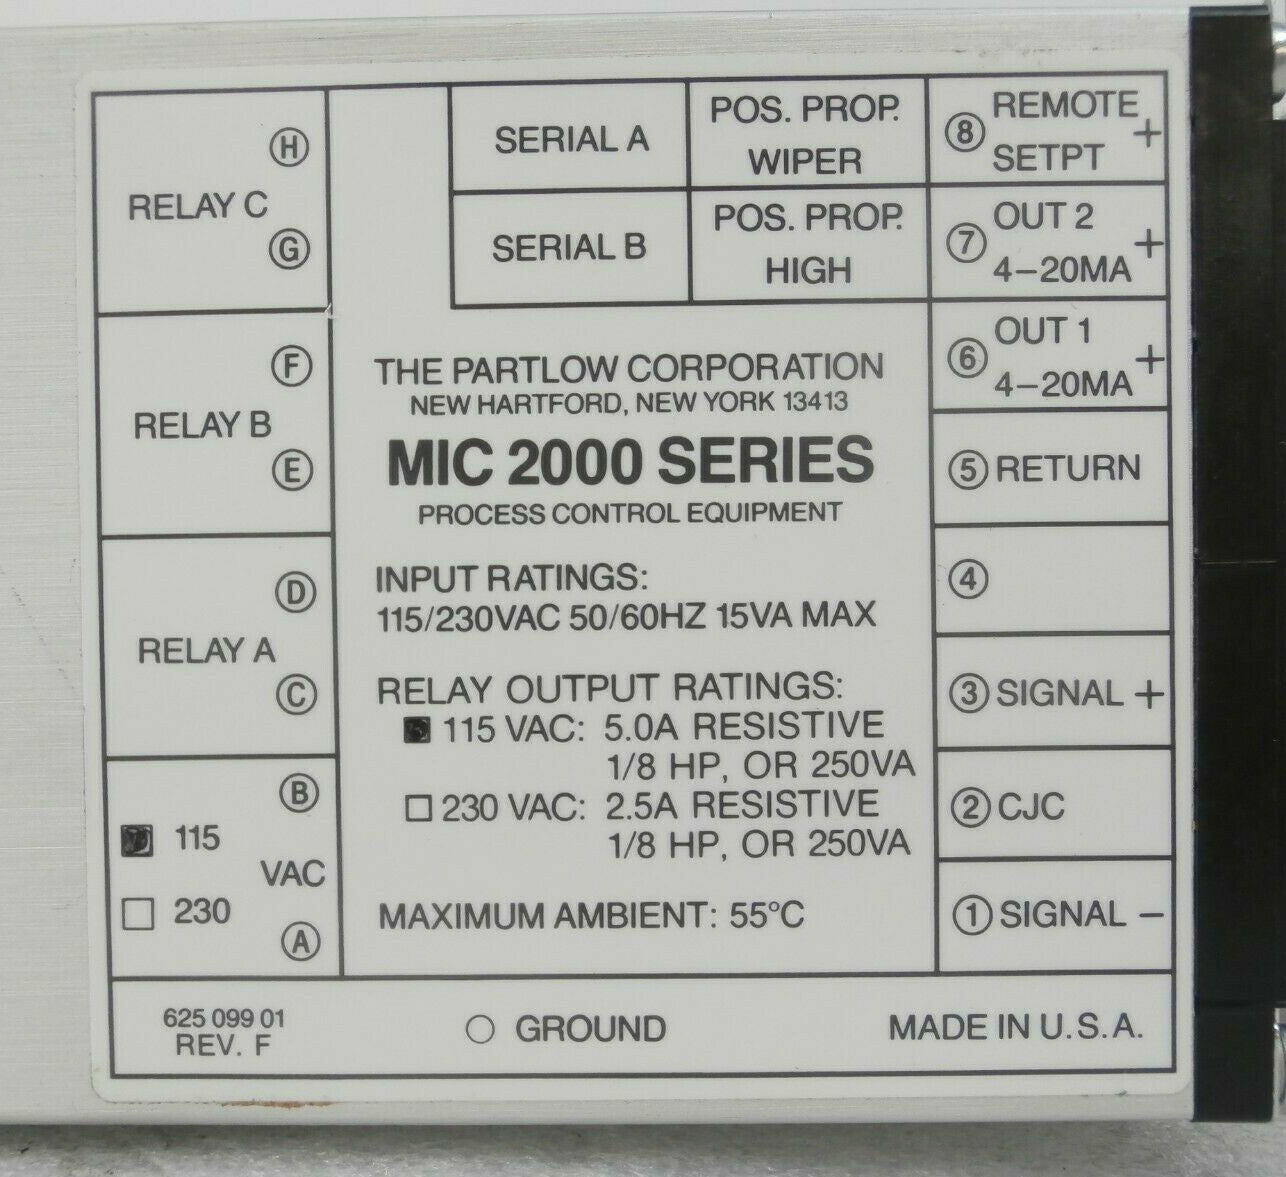 Ⓗ
RELAY C
Ⓖ
Ⓕ
RELAY B
Ⓔ
Ⓓ
RELAY A
Ⓒ
Ⓑ
115
VAC
230
Ⓐ
SERIAL A
POS. PROP.
WIPER
SERIAL B
POS. PROP.
HIGH
⑧ REMOTE +
SETPT
⑦ OUT 2 +
4–20MA
⑥ OUT 1 +
4–20MA
⑤ RETURN
④
③ SIGNAL +
② CJC
① SIGNAL –
THE PARTLOW CORPORATION
NEW HARTFORD, NEW YORK 13413
MIC 2000 SERIES
PROCESS CONTROL EQUIPMENT
INPUT RATINGS:
115/230VAC 50/60HZ 15VA MAX
RELAY OUTPUT RATINGS:
115 VAC: 5.0A RESISTIVE
1/8 HP, OR 250VA
230 VAC: 2.5A RESISTIVE
1/8 HP, OR 250VA
MAXIMUM AMBIENT: 55°C
625 099 01
REV. F
GROUND
MADE IN U.S.A.